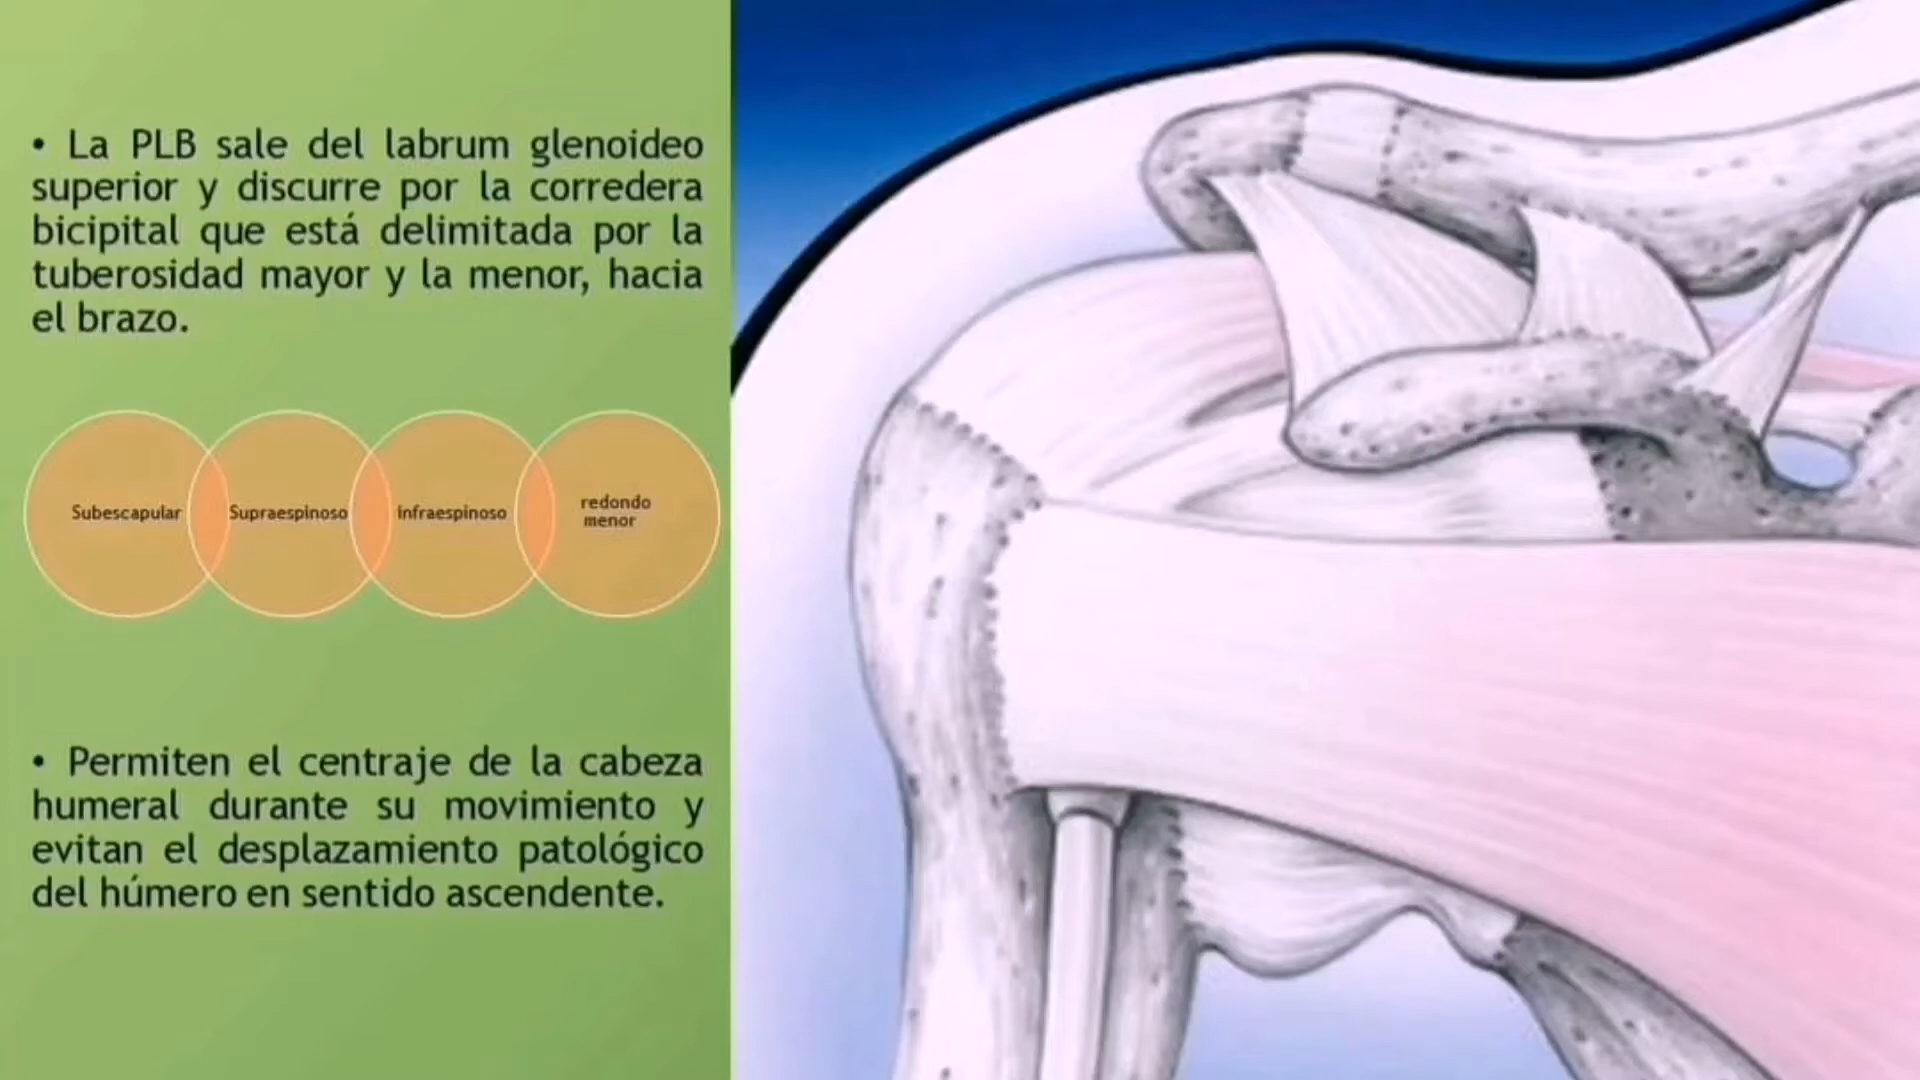 • La PLB sale del labrum glenoideo
superior y discurre por la corredera
bicipital que está delimitada por la
tuberosidad mayor y la menor, hacia
el brazo.
Subescapular
Supraespinoso
infraespinoso
redondo
menor
• Permiten el centraje de la cabeza
humeral durante su movimiento y
evitan el desplazamiento patológico
del húmero en sentido ascendente.